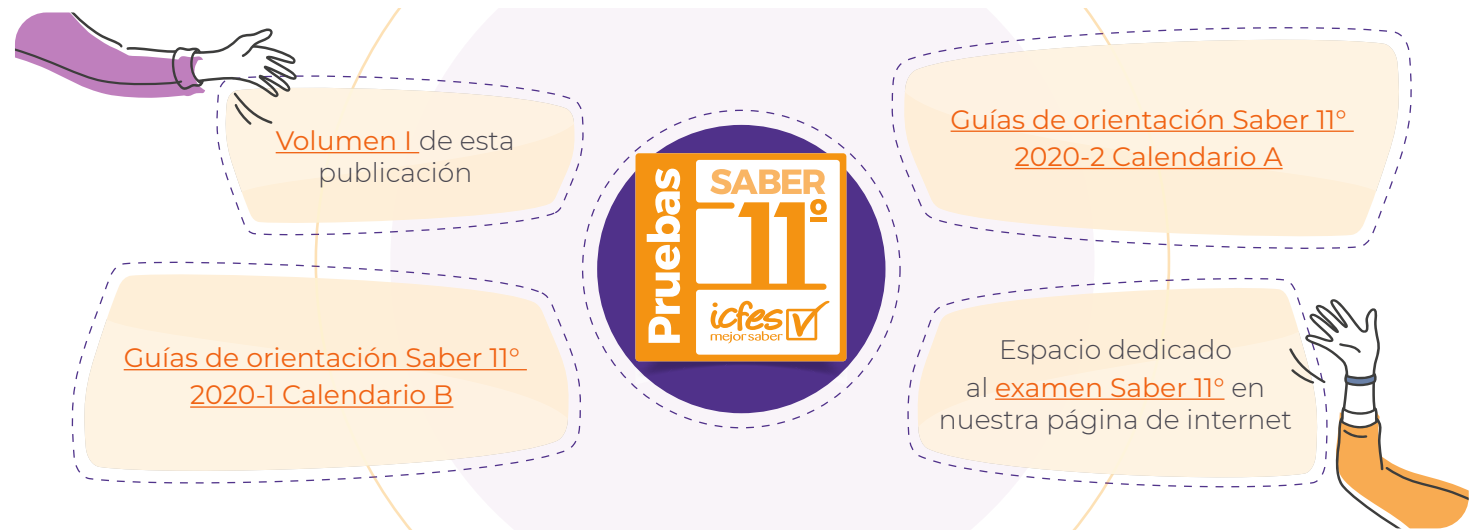 Volumen I de esta
publicación
Guías de orientación Saber 11°
2020-1 Calendario B
Pruebas
SABER
11°
icfes
mejor saber
Guías de orientación Saber 11°
2020-2 Calendario A
Espacio dedicado
al examen Saber 11° en
nuestra página de internet